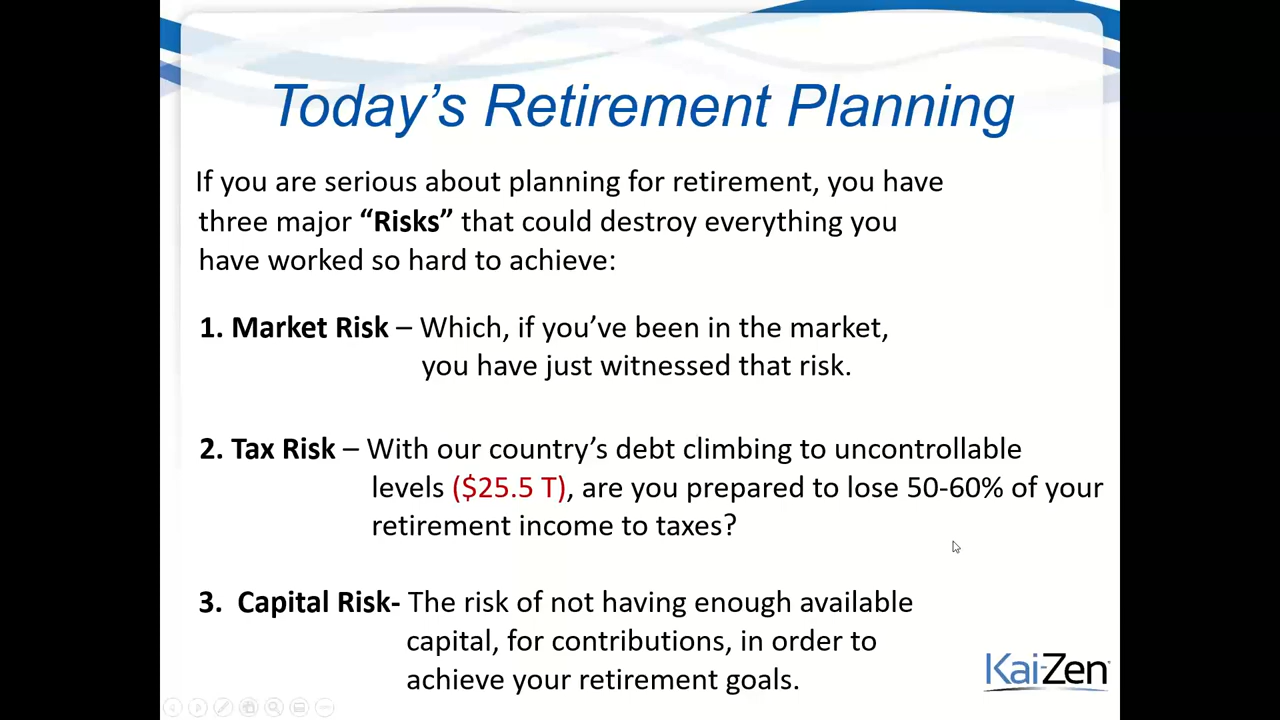 Today's Retirement Planning
If you are serious about planning for retirement, you have
three major “Risks” that could destroy everything you
have worked so hard to achieve:
1. Market Risk – Which, if you’ve been in the market,
you have just witnessed that risk.
2. Tax Risk – With our country’s debt climbing to uncontrollable
levels ($25.5 T), are you prepared to lose 50-60% of your
retirement income to taxes?
3. Capital Risk- The risk of not having enough available
capital, for contributions, in order to
achieve your retirement goals.
Kai-Zen